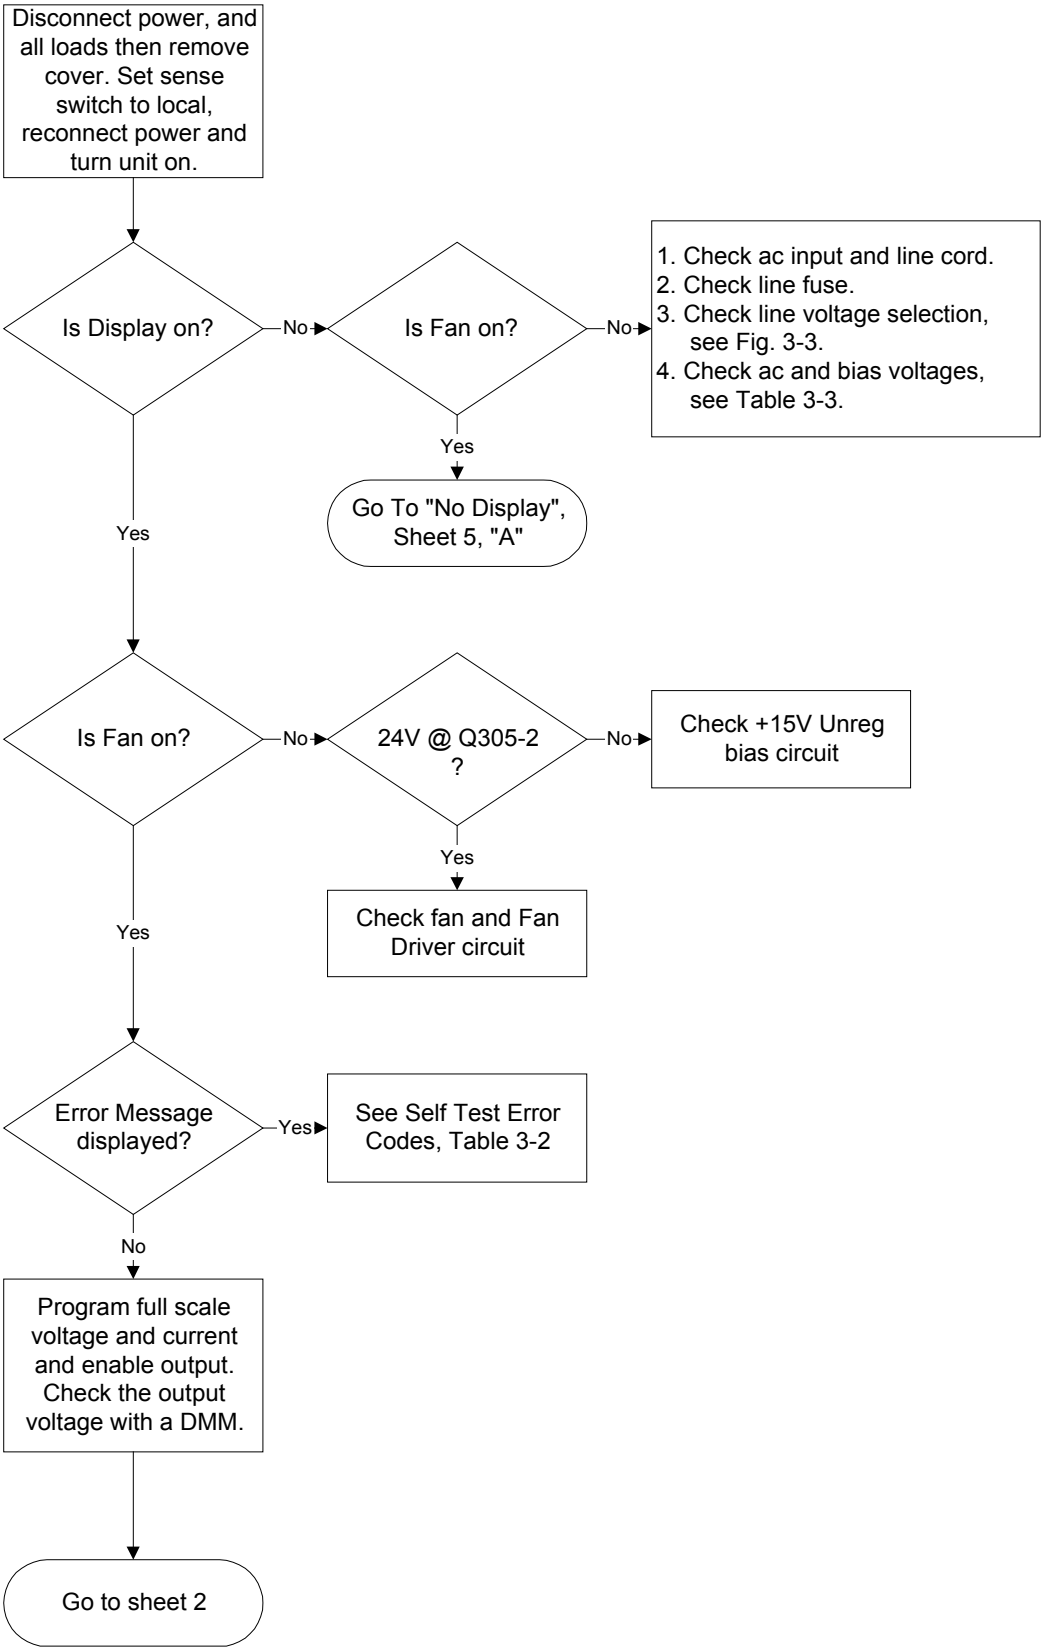 Disconnect power, and
all loads then remove
cover. Set sense
switch to local,
reconnect power and
turn unit on.
Is Display on?
No
Is Fan on?
No
1. Check ac input and line cord.
2. Check line fuse.
3. Check line voltage selection,
see Fig. 3-3.
4. Check ac and bias voltages,
see Table 3-3.
Yes
Go To "No Display",
Sheet 5, "A"
Yes
Is Fan on?
No
24V @ Q305-2
?
No
Check +15V Unreg
bias circuit
Yes
Check fan and Fan
Driver circuit
Yes
Error Message
displayed?
Yes
See Self Test Error
Codes, Table 3-2
No
Program full scale
voltage and current
and enable output.
Check the output
voltage with a DMM.
Go to sheet 2